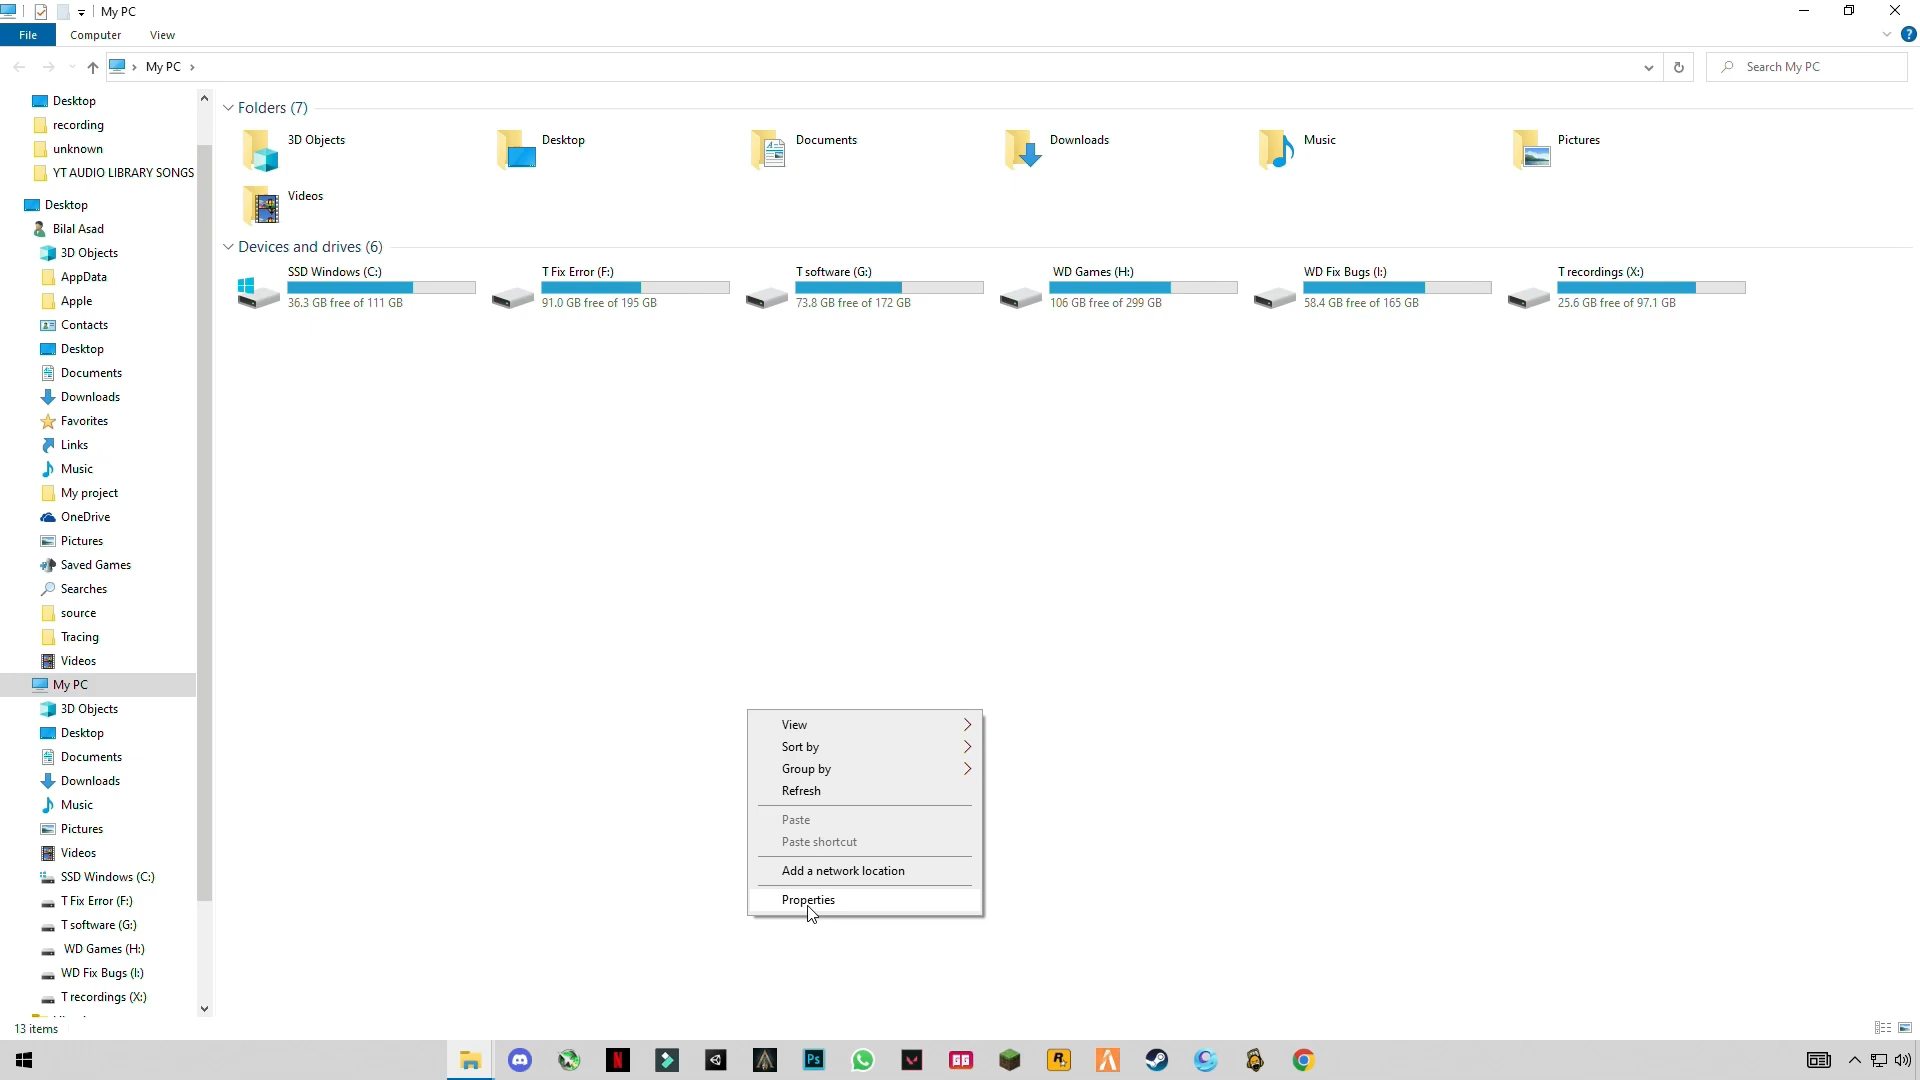 My PC
File
Computer
View
?
My PC
Search My PC
Desktop
recording
unknown
YT AUDIO LIBRARY SONGS
Desktop
Bilal Asad
3D Objects
AppData
Apple
Contacts
Desktop
Documents
Downloads
Favorites
Links
Music
My project
OneDrive
Pictures
Saved Games
Searches
source
Tracing
Videos
My PC
3D Objects
Desktop
Documents
Downloads
Music
Pictures
Videos
SSD Windows (C:)
T Fix Error (F:)
T software (G:)
WD Games (H:)
WD Fix Bugs (I:)
T recordings (X:)
Folders (7)
3D Objects
Desktop
Documents
Downloads
Music
Pictures
Videos
Devices and drives (6)
SSD Windows (C:)
36.3 GB free of 111 GB
T Fix Error (F:)
91.0 GB free of 195 GB
T software (G:)
73.8 GB free of 172 GB
WD Games (H:)
106 GB free of 299 GB
WD Fix Bugs (I:)
58.4 GB free of 165 GB
T recordings (X:)
25.6 GB free of 97.1 GB
View
Sort by
Group by
Refresh
Paste
Paste shortcut
Add a network location
Properties
13 items
N
Ps
GG
R